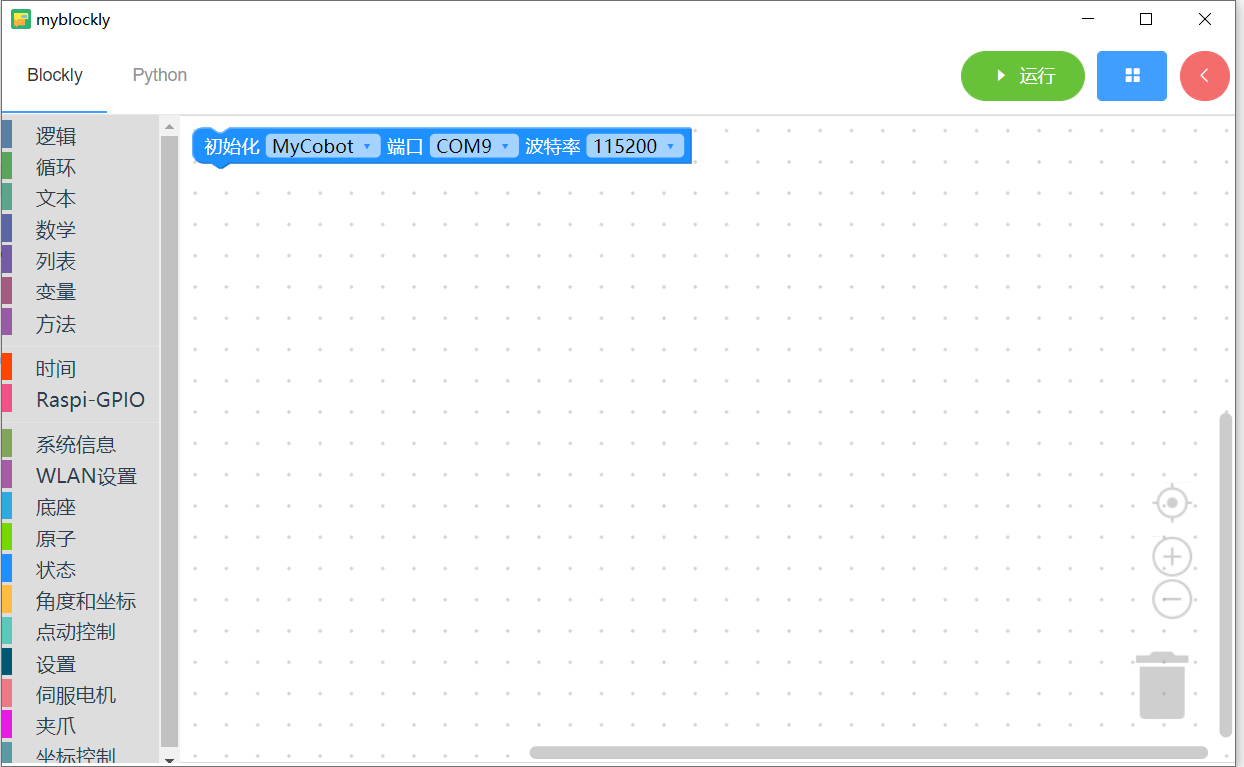 myblockly
Blockly
Python
运行
逻辑
循环
文本
数学
列表
变量
方法
时间
Raspi-GPIO
系统信息
WLAN设置
底座
原子
状态
角度和坐标
点动控制
设置
伺服电机
夹爪
坐标控制
初始化 MyCobot 端口 COM9 波特率 115200